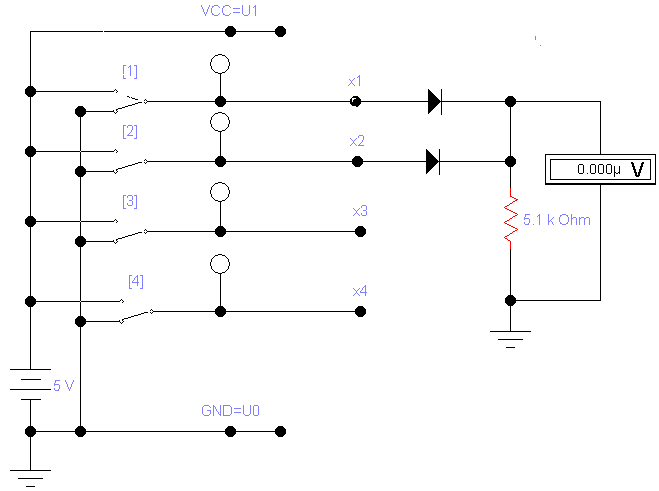 VCC=U1
[1]
x1
[2]
x2
0.000µ V
[3]
x3
5.1 k Ohm
[4]
x4
5 V
GND=U0